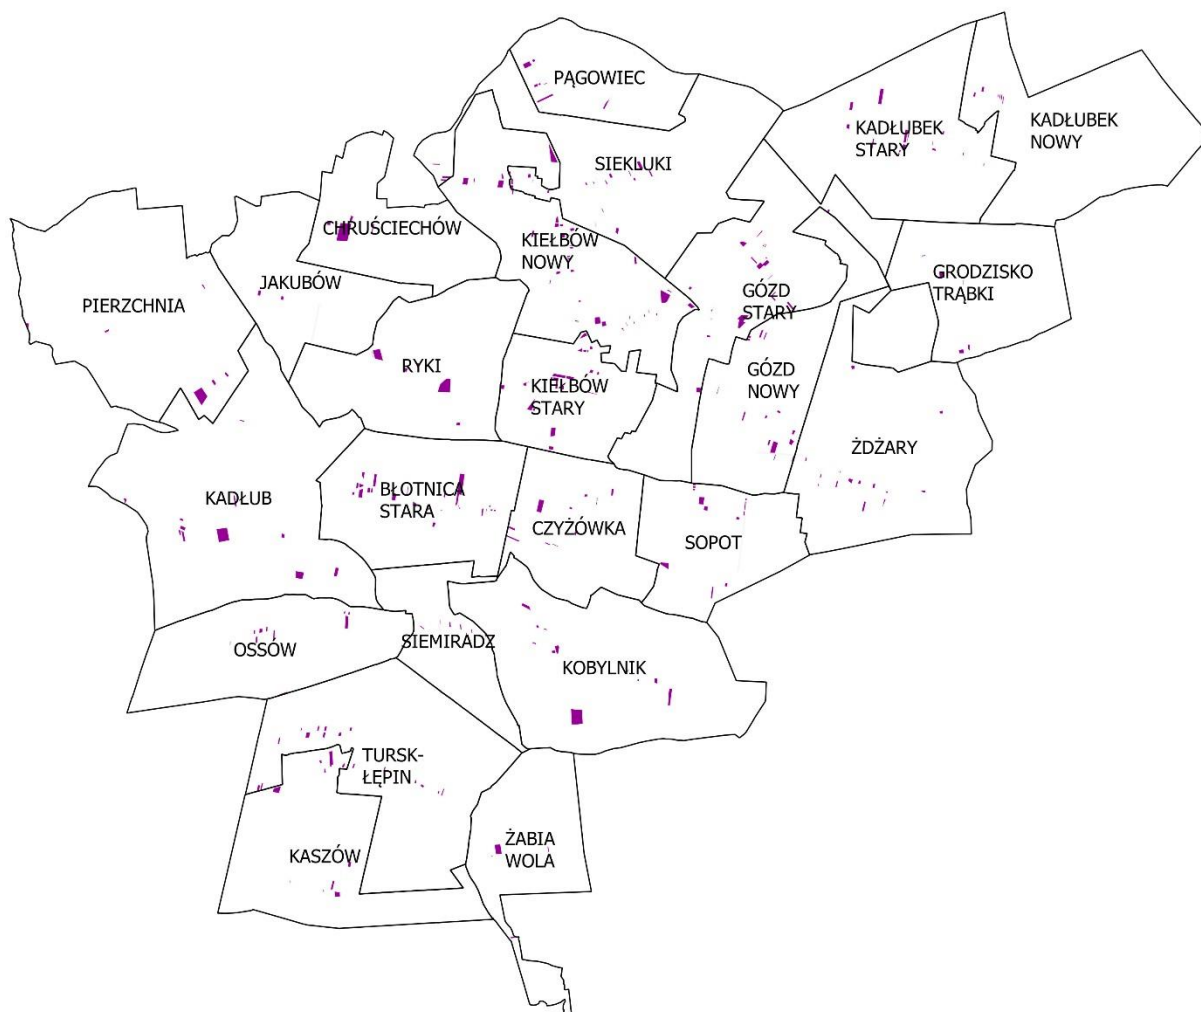 PĄGOWIEC
KADŁUBEK
STARY
KADŁUBEK
NOWY
SIEKLUKI
CHRUŚCIECHÓW
KIEŁBÓW
NOWY
JAKUBÓW
GRODZISKO
TRĄBKI
PIERZCHNIA
GÓZD
STARY
RYKI
KIEŁBÓW
STARY
GÓZD
NOWY
ŻDŻARY
KADŁUB
BŁOTNICA
STARA
CZYŻÓWKA
SOPOT
OSSÓW
SIEMIRADZ
KOBYLNIK
TURSK-
ŁĘPIN
KASZÓW
ŻABIA
WOLA